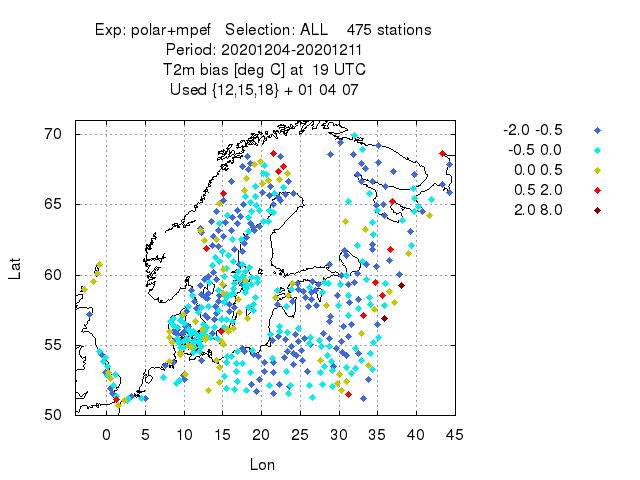 Exp: polar+mpef Selection: ALL 475 stations
Period: 20201204-20201211
T2m bias [deg C] at 19 UTC
Used {12,15,18} + 01 04 07
-2.0 -0.5
-0.5 0.0
0.0 0.5
0.5 2.0
2.0 8.0
70
65
60
55
50
Lat
0 5 10 15 20 25 30 35 40 45
Lon